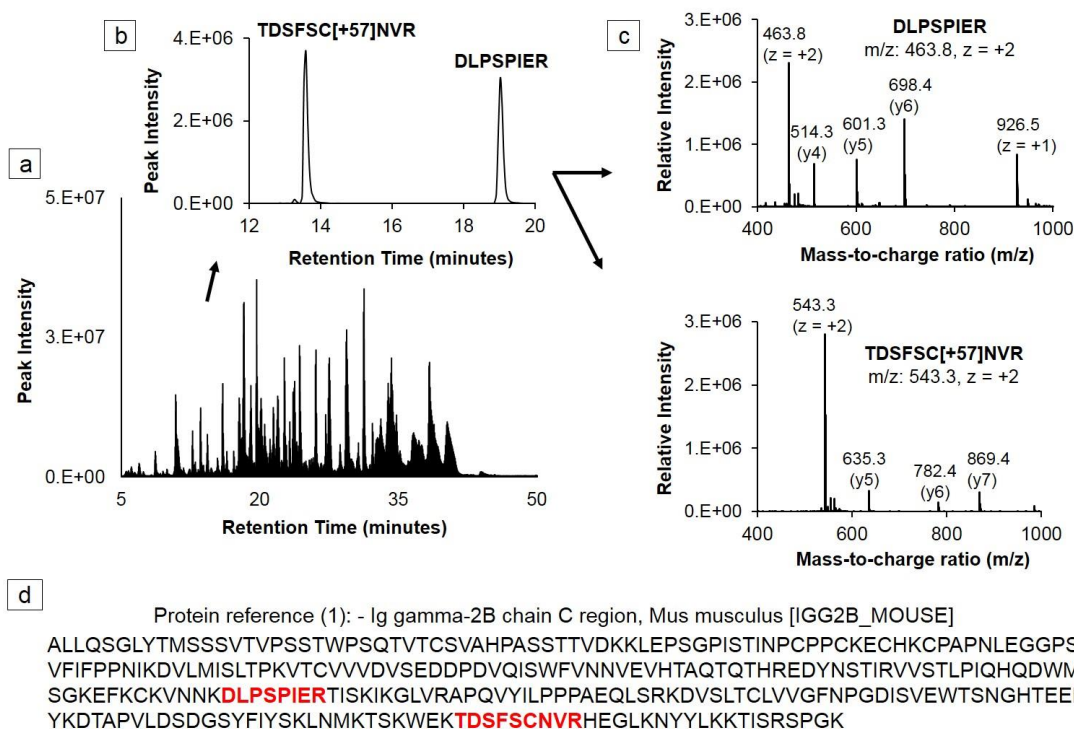 a
5.E+07
3.E+07
0.E+00
Peak Intensity
5
20
35
50
Retention Time (minutes)
b
TDSFSC[+57]NVR
DLPSPIER
4.E+06
2.E+06
0.E+00
Peak Intensity
12
14
16
18
20
Retention Time (minutes)
c
DLPSPIER
m/z: 463.8, z = +2
463.8
(z = +2)
514.3
(y4)
601.3
(y5)
698.4
(y6)
926.5
(z = +1)
3.E+06
2.E+06
1.E+06
0.E+00
Relative Intensity
400
600
800
1000
Mass-to-charge ratio (m/z)
543.3
(z = +2)
TDSFSC[+57]NVR
m/z: 543.3, z = +2
635.3
(y5)
782.4
(y6)
869.4
(y7)
3.E+06
2.E+06
1.E+06
0.E+00
Relative Intensity
400
600
800
1000
Mass-to-charge ratio (m/z)
d
Protein reference (1): - Ig gamma-2B chain C region, Mus musculus [IGG2B_MOUSE]
ALLQSGLYTMSSSVTVPSSTWPSQTVTCSVAHPASSTTVDKKLEPSGPISTINPCPPCKECHKCPAPNLEGGPS
VFIFPPNIKDVLMISLTPKVTCVVVDVSEDDPDVQISWFVNNVEVHTAQTQTHREDYNSTIRVVSTLPIQHQDWM
SGKEFKCKVNNKDLPSPIERTISKIKGLVRAPQVYILPPPAEQLSRKDVSLTCLVVGFNPGDISVEWTSNGHTEE
YKDTAPVLDSDGSYFIYSKLNMKTSKWEKTDSFSCNVRHEGLKNYYLKKTISRSPGK